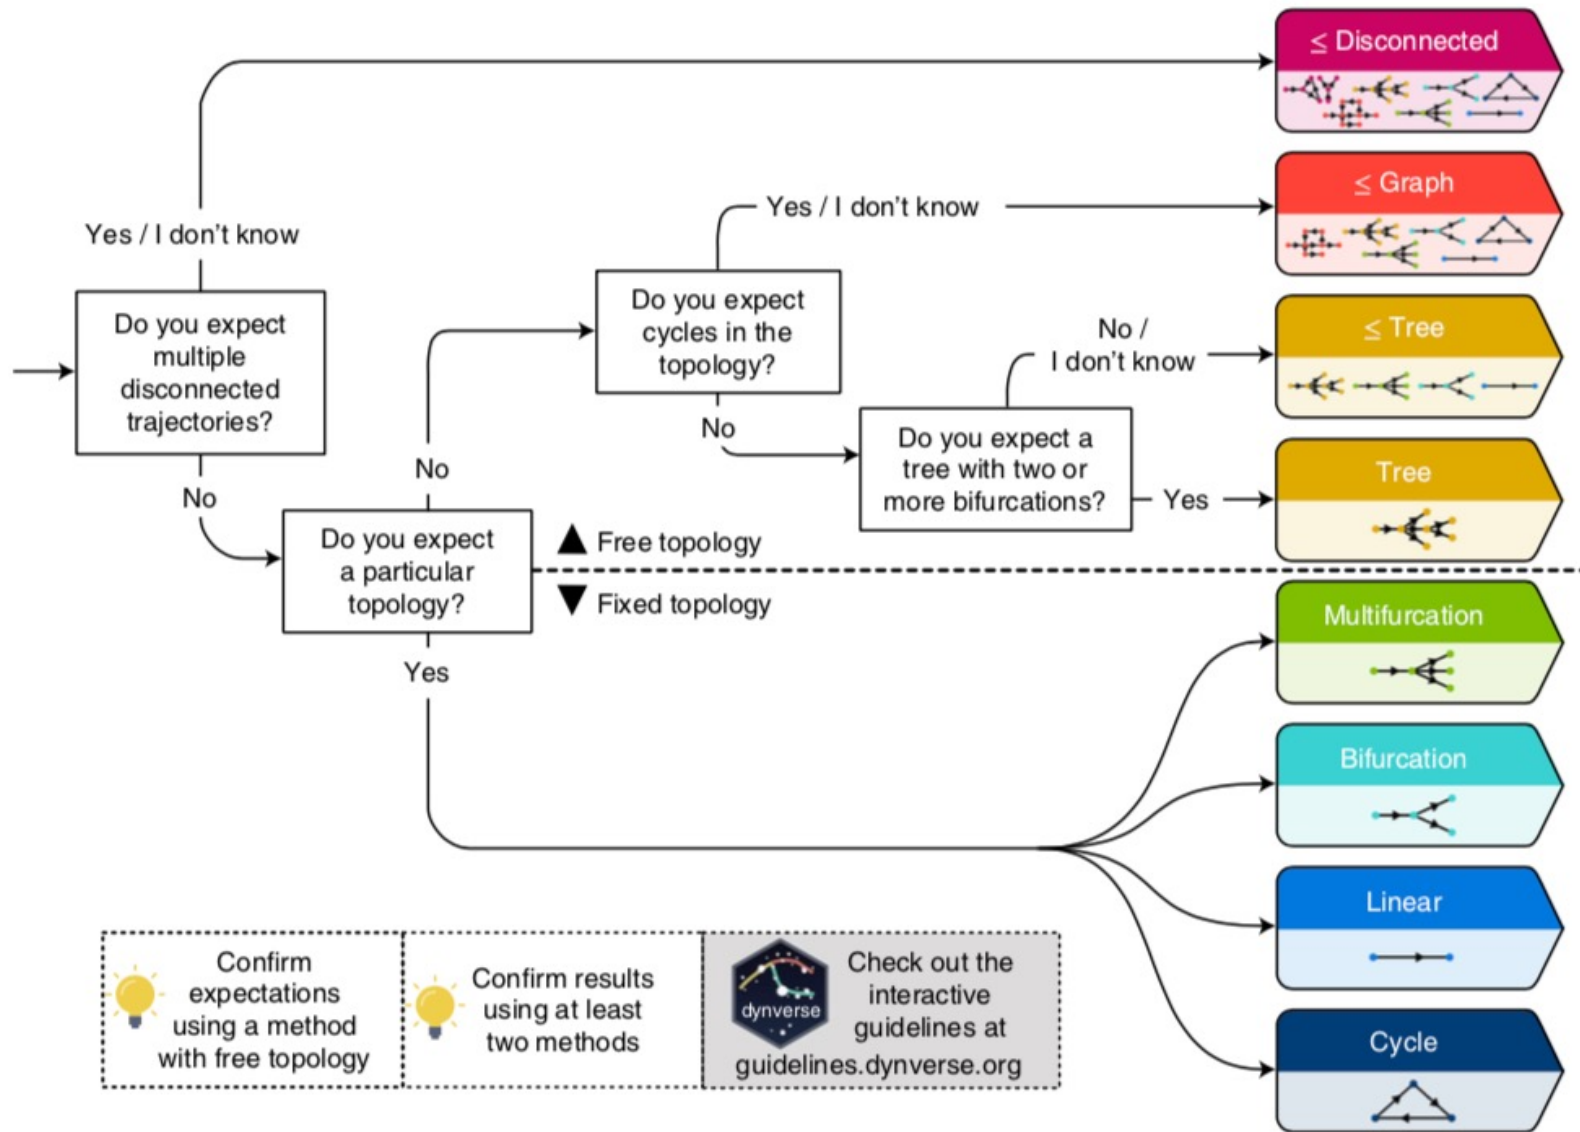 ≤ Disconnected
Yes / I don't know
Do you expect
multiple
disconnected
trajectories?
No
Do you expect
a particular
topology?
No
Yes
▲ Free topology
▼ Fixed topology
Do you expect
cycles in the
topology?
Yes / I don't know
No
Do you expect a
tree with two or
more bifurcations?
No /
I don't know
Yes
≤ Graph
≤ Tree
Tree
Multifurcation
Bifurcation
Linear
Cycle
Confirm
expectations
using a method
with free topology
Confirm results
using at least
two methods
dynverse
Check out the
interactive
guidelines at
guidelines.dynverse.org